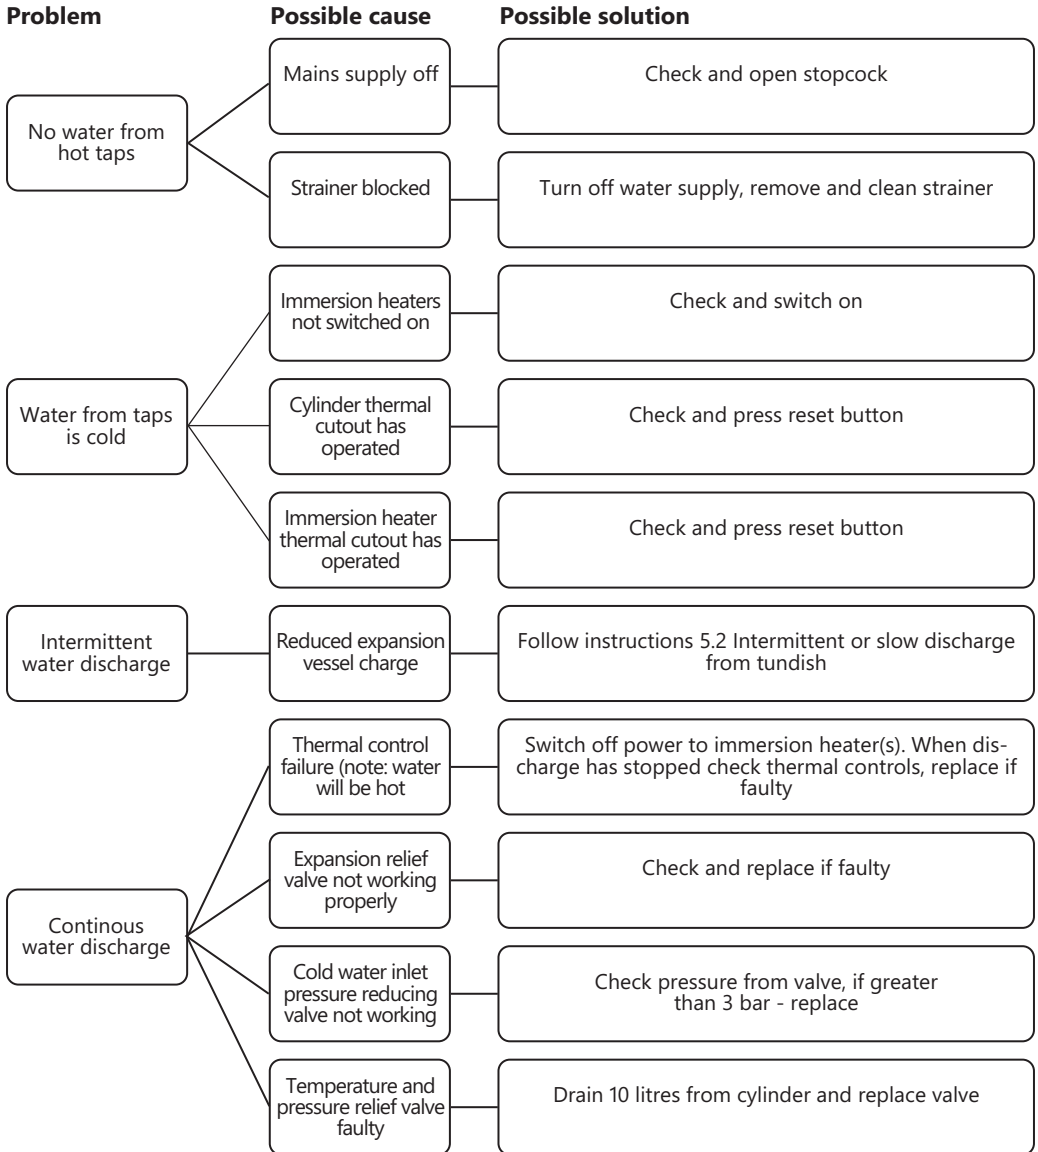 Problem
Possible cause
Possible solution
No water from
hot taps
Mains supply off
Check and open stopcock
Strainer blocked
Turn off water supply, remove and clean strainer
Water from taps
is cold
Immersion heaters
not switched on
Check and switch on
Cylinder thermal
cutout has
operated
Check and press reset button
Immersion heater
thermal cutout has
operated
Check and press reset button
Intermittent
water discharge
Reduced expansion
vessel charge
Follow instructions 5.2 Intermittent or slow discharge
from tundish
Continous
water discharge
Thermal control
failure (note: water
will be hot
Switch off power to immersion heater(s). When dis-
charge has stopped check thermal controls, replace if
faulty
Expansion relief
valve not working
properly
Check and replace if faulty
Cold water inlet
pressure reducing
valve not working
Check pressure from valve, if greater
than 3 bar - replace
Temperature and
pressure relief valve
faulty
Drain 10 litres from cylinder and replace valve